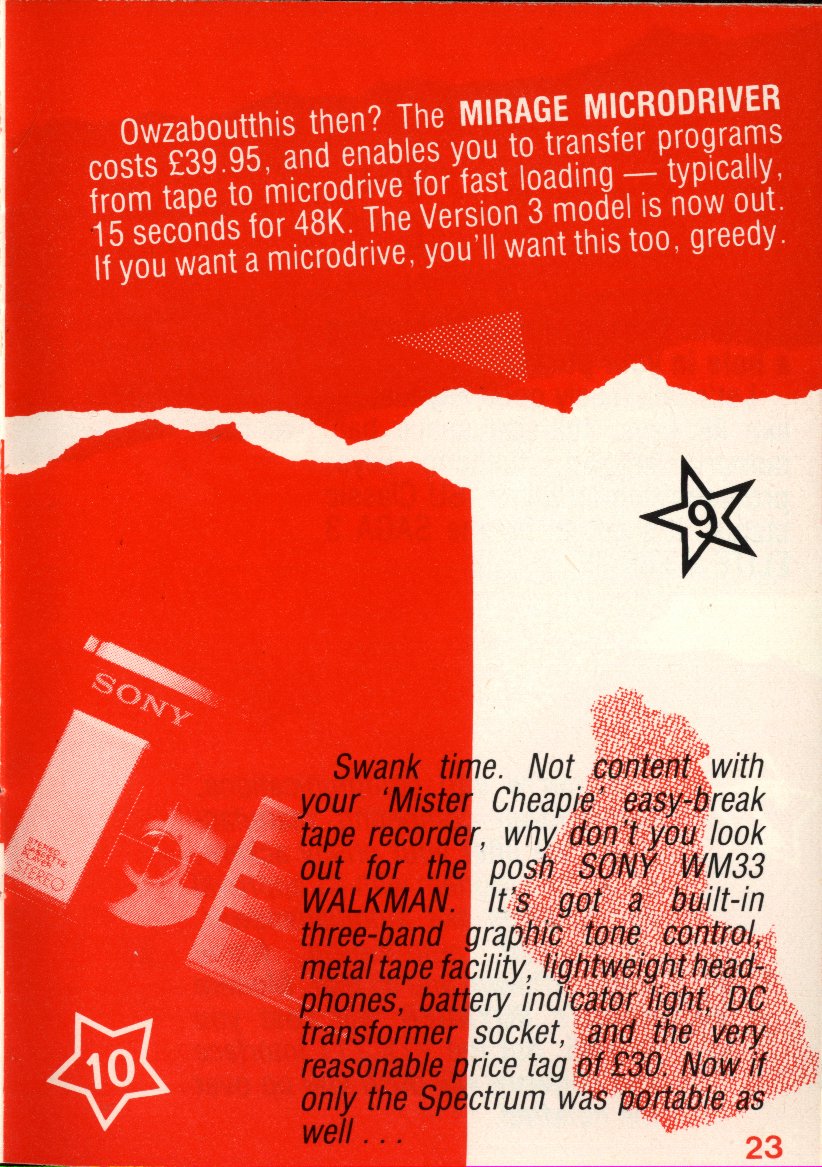 Owzaboutthis then? The MIRAGE MICRODRIVER
costs £39.95, and enables you to transfer programs
from tape to microdrive for fast loading — typically,
15 seconds for 48K. The Version 3 model is now out.
If you want a microdrive, you'll want this too, greedy.
9
SONY
STEREO
CASSETTE
PLAYER
STEREO
Swank time. Not content with
your 'Mister Cheapie' easy-break
tape recorder, why don't you look
out for the posh SONY WM33
WALKMAN. It's got a built-in
three-band graphic tone control,
metal tape facility, lightweight head-
phones, battery indicator light, DC
transformer socket, and the very
reasonable price tag of £30. Now if
only the Spectrum was portable as
well . . .
10
23